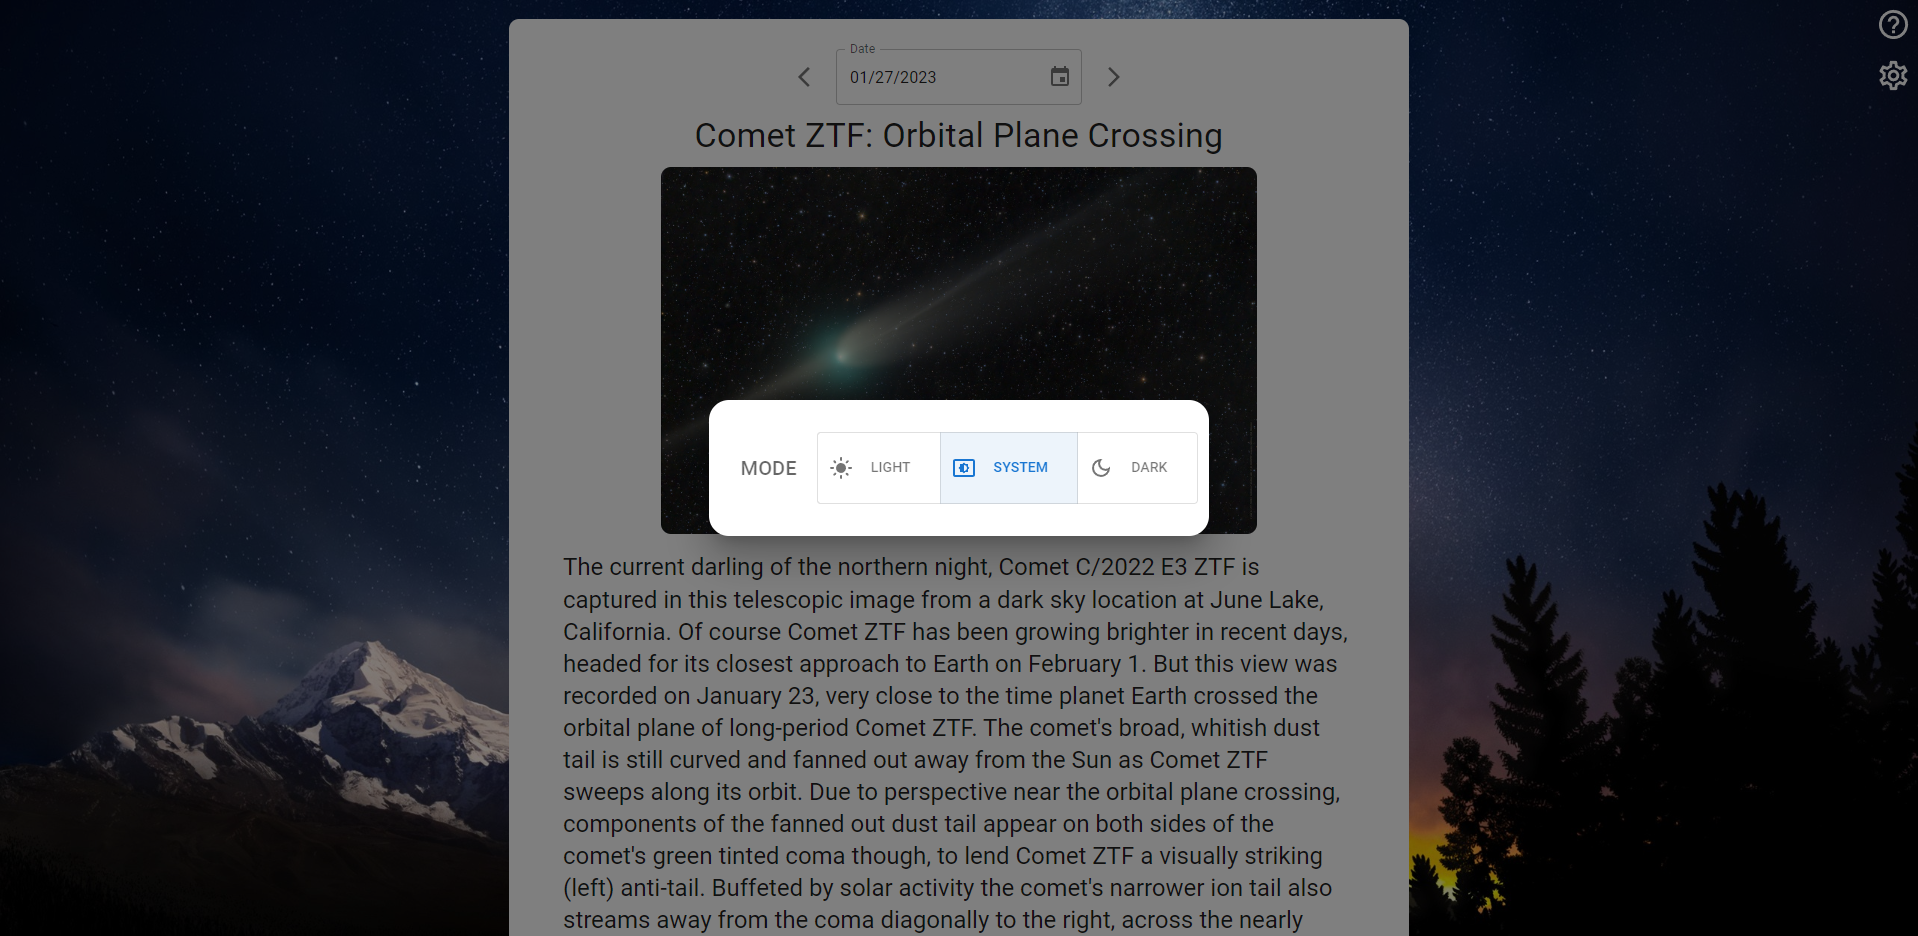 Date
01/27/2023
Comet ZTF: Orbital Plane Crossing
MODE
LIGHT
SYSTEM
DARK
The current darling of the northern night, Comet C/2022 E3 ZTF is
captured in this telescopic image from a dark sky location at June Lake,
California. Of course Comet ZTF has been growing brighter in recent days,
headed for its closest approach to Earth on February 1. But this view was
recorded on January 23, very close to the time planet Earth crossed the
orbital plane of long-period Comet ZTF. The comet's broad, whitish dust
tail is still curved and fanned out away from the Sun as Comet ZTF
sweeps along its orbit. Due to perspective near the orbital plane crossing,
components of the fanned out dust tail appear on both sides of the
comet's green tinted coma though, to lend Comet ZTF a visually striking
(left) anti-tail. Buffeted by solar activity the comet's narrower ion tail also
streams away from the coma diagonally to the right, across the nearly